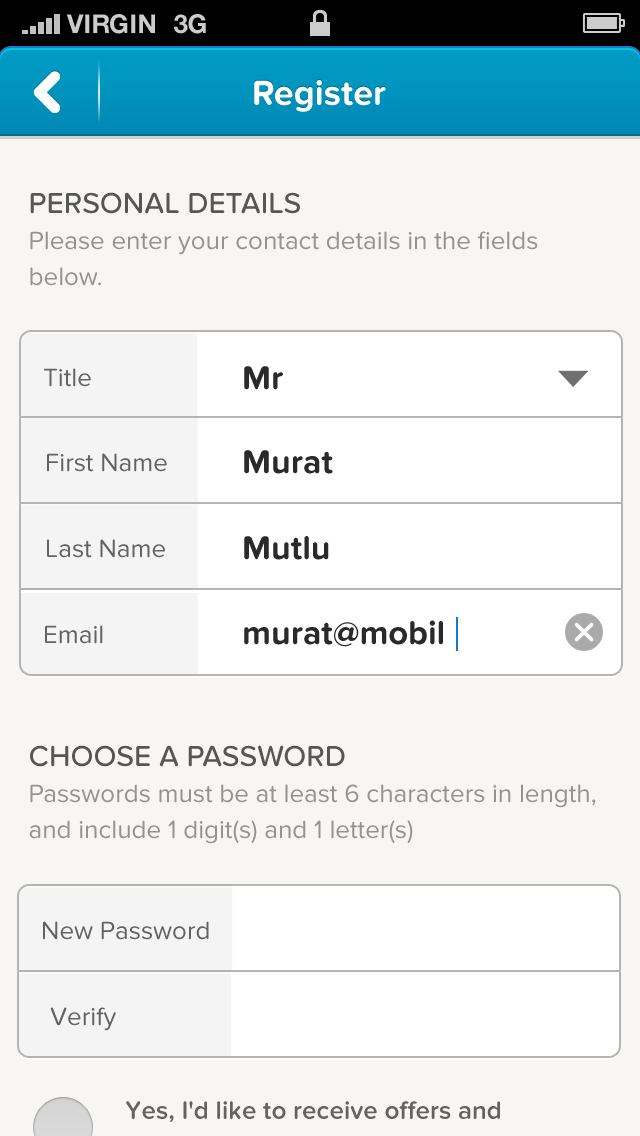 VIRGIN 3G
Register
PERSONAL DETAILS
Please enter your contact details in the fields
below.
Title Mr
First Name Murat
Last Name Mutlu
Email murat@mobil
CHOOSE A PASSWORD
Passwords must be at least 6 characters in length,
and include 1 digit(s) and 1 letter(s)
New Password
Verify
Yes, I'd like to receive offers and